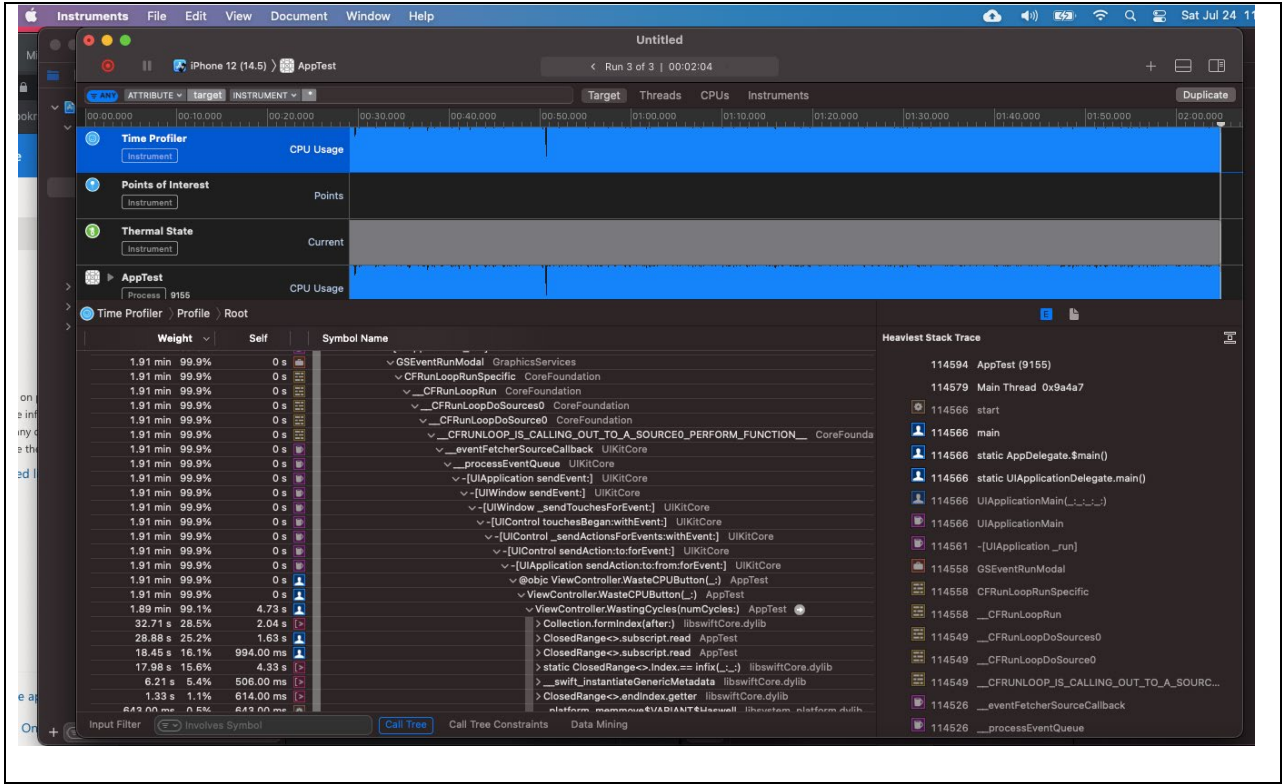 Instruments File Edit View Document Window Help Sat Jul 24 11
Untitled
iPhone 12 (14.5) 〉 AppTest < Run 3 of 3 | 00:02:04
ANY ATTRIBUTE target INSTRUMENT * Target Threads CPUs Instruments Duplicate
00:00.000 00:10.000 00:20.000 00:30.000 00:40.000 00:50.000 01:00.000 01:10.000 01:20.000 01:30.000 01:40.000 01:50.000 02:00.000
Time Profiler
Instrument
CPU Usage
Points of Interest
Instrument
Points
Thermal State
Instrument
Current
AppTest
Process 9155
CPU Usage
Time Profiler 〉 Profile 〉 Root
Weight Self Symbol Name
1.91 min 99.9% 0 s GSEventRunModal GraphicsServices
1.91 min 99.9% 0 s CFRunLoopRunSpecific CoreFoundation
1.91 min 99.9% 0 s __CFRunLoopRun CoreFoundation
1.91 min 99.9% 0 s __CFRunLoopDoSources0 CoreFoundation
1.91 min 99.9% 0 s __CFRunLoopDoSource0 CoreFoundation
1.91 min 99.9% 0 s __CFRUNLOOP_IS_CALLING_OUT_TO_A_SOURCE0_PERFORM_FUNCTION__ CoreFounda
1.91 min 99.9% 0 s __eventFetcherSourceCallback UIKitCore
1.91 min 99.9% 0 s __processEventQueue UIKitCore
1.91 min 99.9% 0 s -[UIApplication sendEvent:] UIKitCore
1.91 min 99.9% 0 s -[UIWindow sendEvent:] UIKitCore
1.91 min 99.9% 0 s -[UIWindow _sendTouchesForEvent:] UIKitCore
1.91 min 99.9% 0 s -[UIControl touchesBegan:withEvent:] UIKitCore
1.91 min 99.9% 0 s -[UIControl _sendActionsForEvents:withEvent:] UIKitCore
1.91 min 99.9% 0 s -[UIControl sendAction:to:forEvent:] UIKitCore
1.91 min 99.9% 0 s -[UIApplication sendAction:to:from:forEvent:] UIKitCore
1.91 min 99.9% 0 s @objc ViewController.WasteCPUButton(_:) AppTest
1.91 min 99.9% 0 s ViewController.WasteCPUButton(_:) AppTest
1.89 min 99.1% 4.73 s ViewController.WastingCycles(numCycles:) AppTest
32.71 s 28.5% 2.04 s Collection.formIndex(after:) libswiftCore.dylib
28.88 s 25.2% 1.63 s ClosedRange<>.subscript.read AppTest
18.45 s 16.1% 994.00 ms ClosedRange<>.subscript.read AppTest
17.98 s 15.6% 4.33 s static ClosedRange<>.Index.== infix(_:_:) libswiftCore.dylib
6.21 s 5.4% 506.00 ms __swift_instantiateGenericMetadata libswiftCore.dylib
1.33 s 1.1% 614.00 ms ClosedRange<>.endIndex.getter libswiftCore.dylib
643.00 ms 0.5% 643.00 ms _platform_memmove$VARIANT$Haswell libsystem_platform.dylib
Input Filter Involves Symbol Call Tree Call Tree Constraints Data Mining
E
Heaviest Stack Trace
114594 AppTest (9155)
114579 Main Thread 0x9a4a7
114566 start
114566 main
114566 static AppDelegate.$main()
114566 static UIApplicationDelegate.main()
114566 UIApplicationMain(_:_:_:_:)
114566 UIApplicationMain
114561 -[UIApplication _run]
114558 GSEventRunModal
114558 CFRunLoopRunSpecific
114558 __CFRunLoopRun
114549 __CFRunLoopDoSources0
114549 __CFRunLoopDoSource0
114549 __CFRUNLOOP_IS_CALLING_OUT_TO_A_SOURC...
114526 __eventFetcherSourceCallback
114526 __processEventQueue